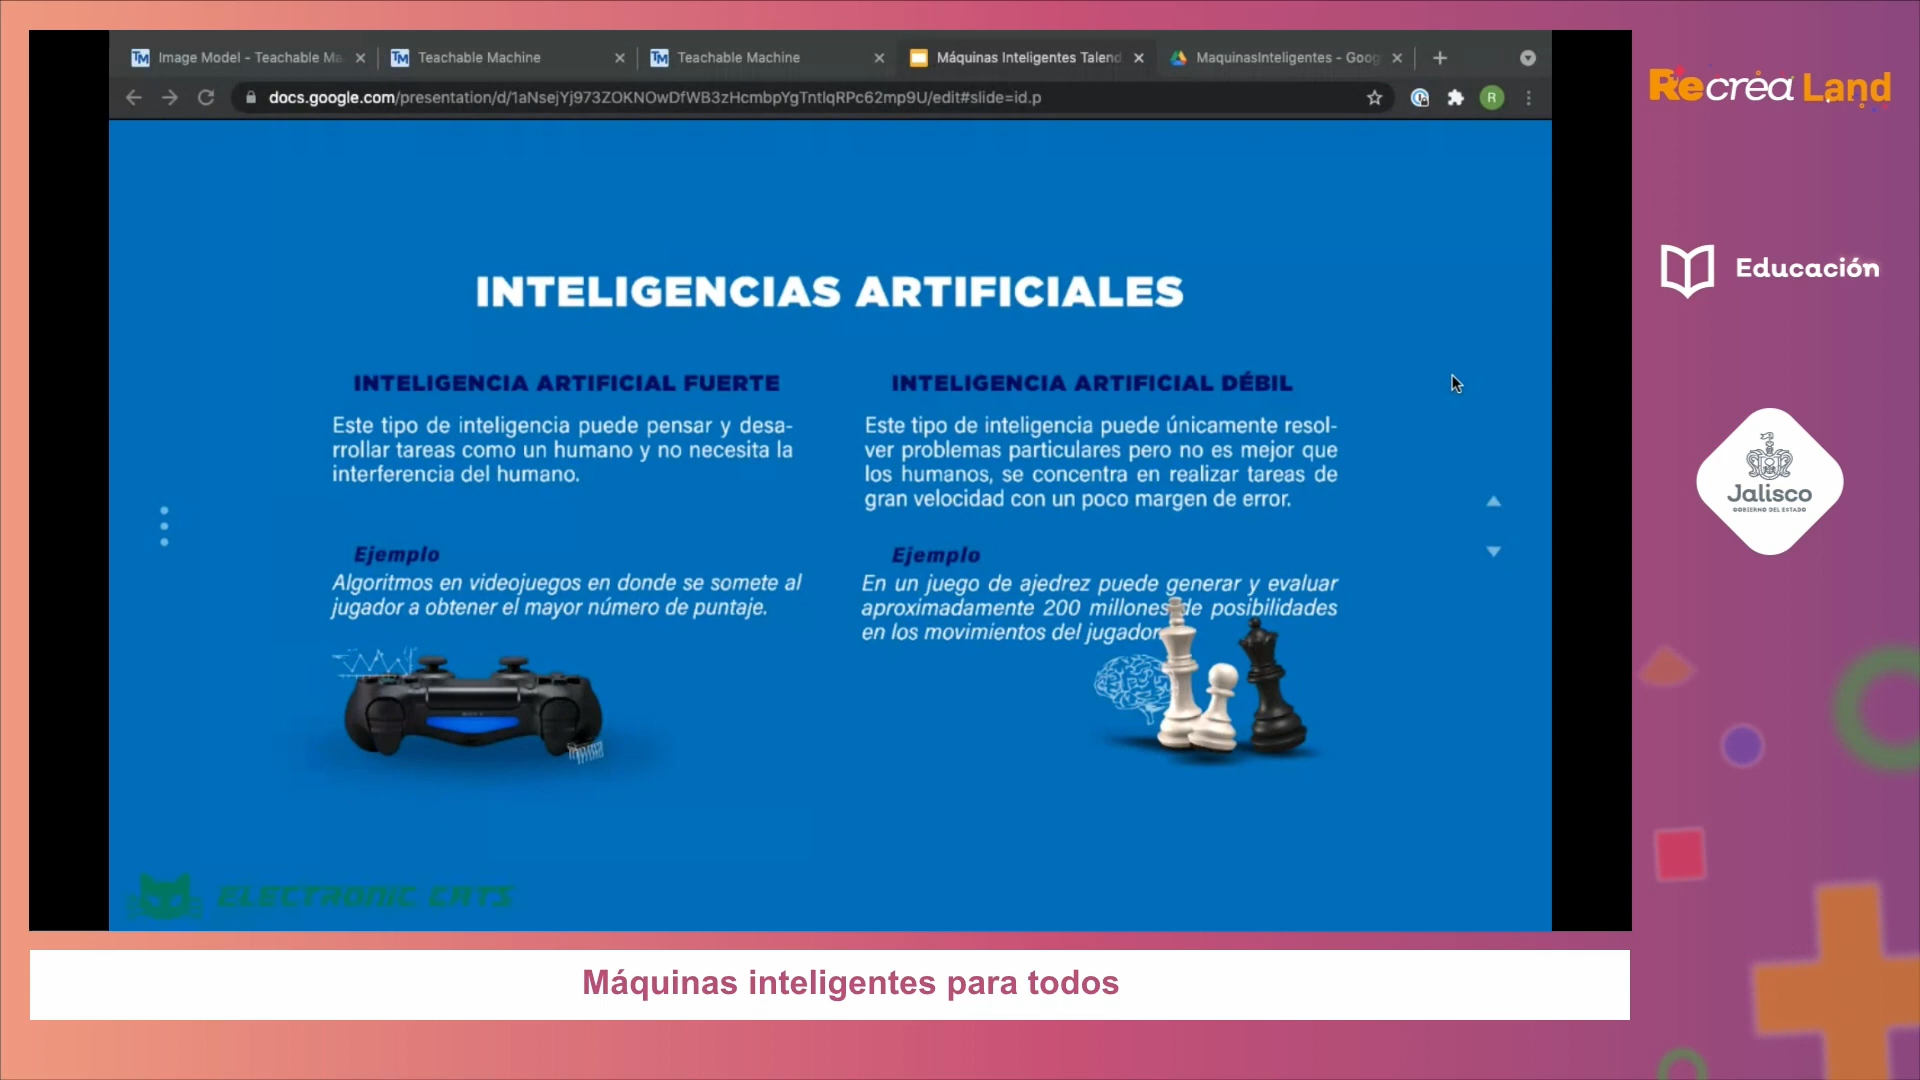 Image Model - Teachable Ma
Teachable Machine
Teachable Machine
Máquinas Inteligentes Talend
MaquinasInteligentes - Goog
docs.google.com/presentation/d/1aNsejYj973ZOKNOwDfWB3zHcmbpYgTntlqRPc62mp9U/edit#slide=id.p
R
Recrea Land
Educación
Jalisco
GOBIERNO DEL ESTADO
INTELIGENCIAS ARTIFICIALES
INTELIGENCIA ARTIFICIAL FUERTE
Este tipo de inteligencia puede pensar y desa-
rrollar tareas como un humano y no necesita la
interferencia del humano.
Ejemplo
Algoritmos en videojuegos en donde se somete al
jugador a obtener el mayor número de puntaje.
INTELIGENCIA ARTIFICIAL DÉBIL
Este tipo de inteligencia puede únicamente resol-
ver problemas particulares pero no es mejor que
los humanos, se concentra en realizar tareas de
gran velocidad con un poco margen de error.
Ejemplo
En un juego de ajedrez puede generar y evaluar
aproximadamente 200 millones de posibilidades
en los movimientos del jugador
ELECTRONIC CATS
Máquinas inteligentes para todos